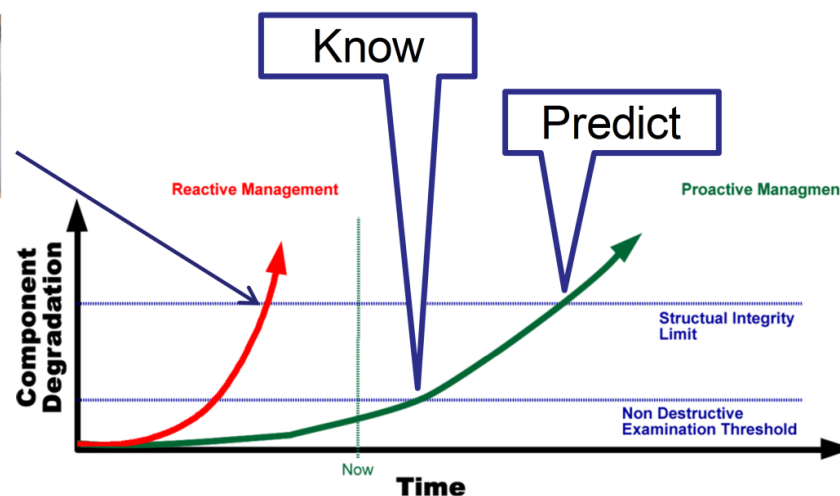 Know
Predict
Reactive Management
Proactive Managmen
Component
Degradation
Structual Integrity
Limit
Non Destructive
Examination Threshold
Now
Time